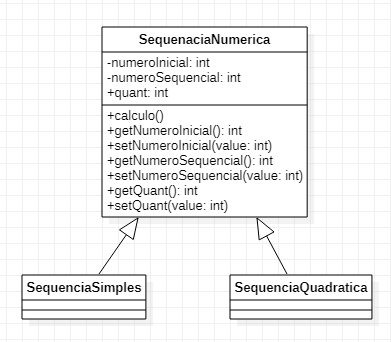 SequenaciaNumerica
-numeroInicial: int
-numeroSequencial: int
+quant: int
+calculo()
+getNumeroInicial(): int
+setNumeroInicial(value: int)
+getNumeroSequencial(): int
+setNumeroSequencial(value: int)
+getQuant(): int
+setQuant(value: int)
SequenciaSimples
SequenciaQuadratica